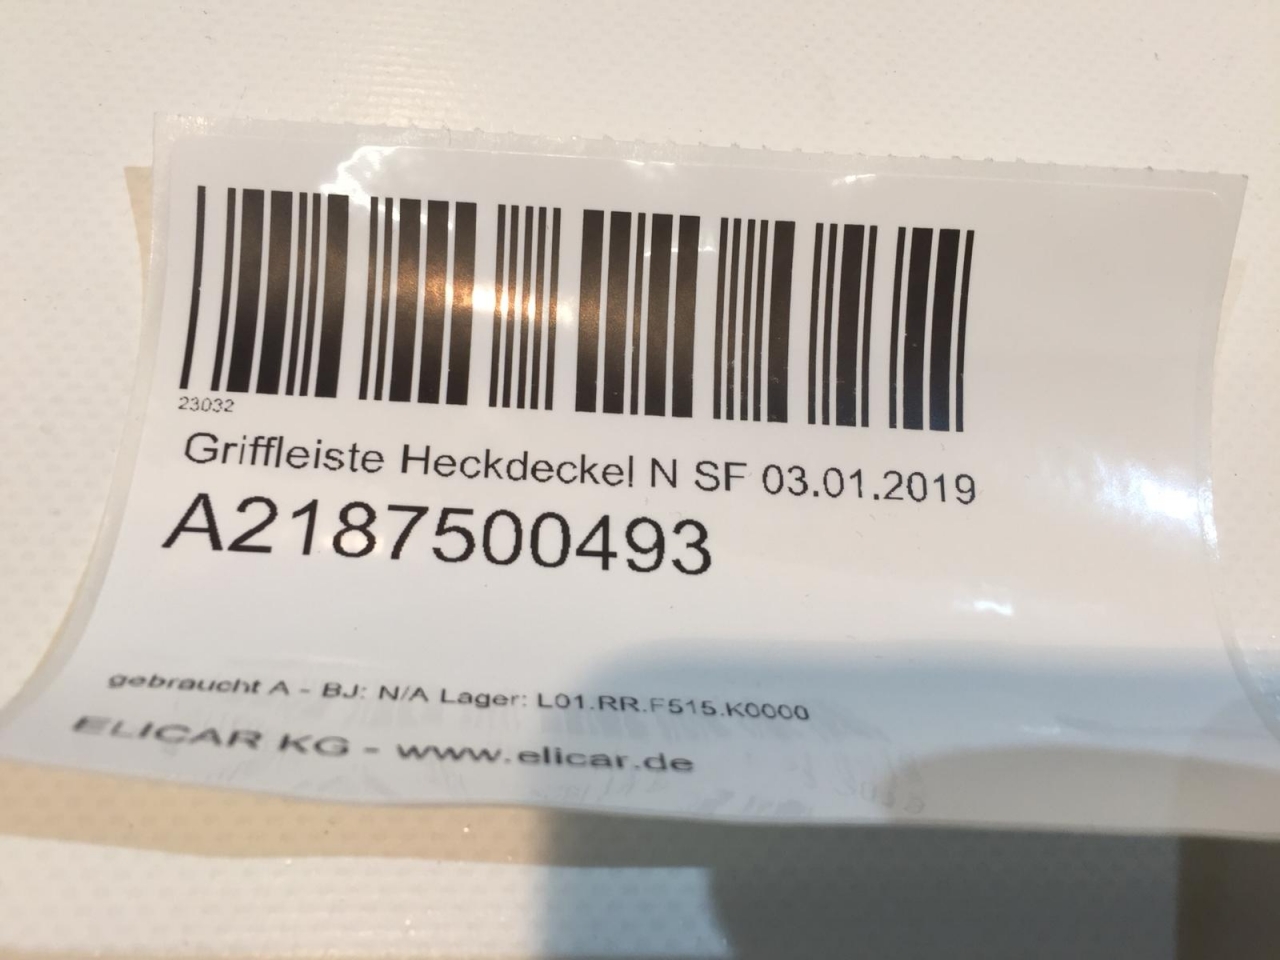 23032
Griffleiste Heckdeckel N SF 03.01.2019
A2187500493
gebraucht A - BJ: N/A Lager: L01.RR.F515.K0000
ELICAR KG - www.elicar.de